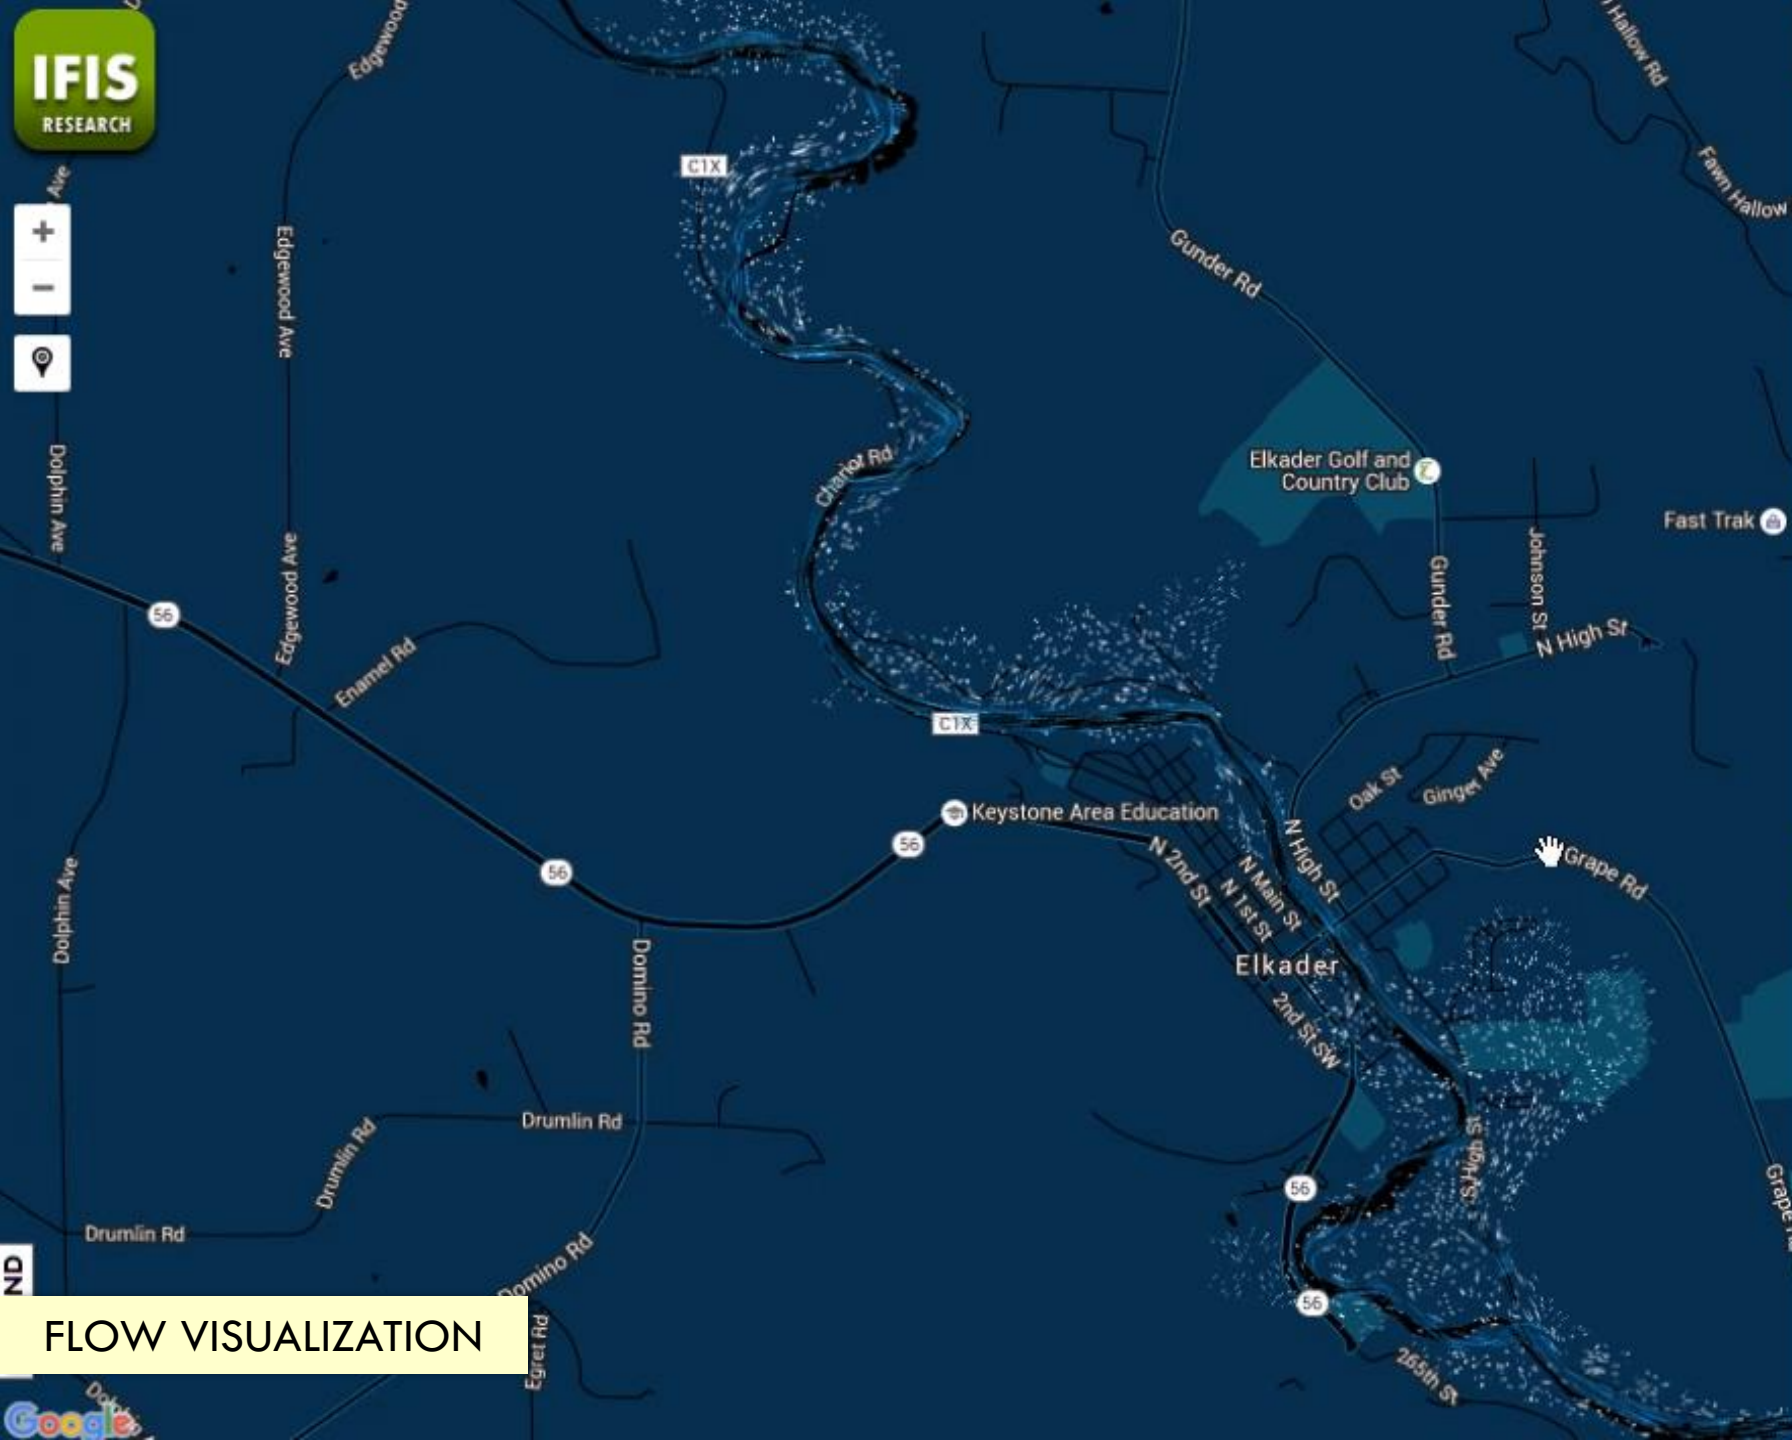 IFIS
RESEARCH
Edgewood
Hallow Rd
Fawn Hallow
Ave
C1X
Edgewood Ave
Gunder Rd
Dolphin Ave
Chariot Rd
Elkader Golf and
Country Club
Fast Trak
Johnson St
Edgewood Ave
Gunder Rd
56
Enamel Rd
N High St
C1X
Oak St
Ginger Ave
Keystone Area Education
56
56
N 2nd St
N High St
N Main St
N 1st St
Grape Rd
Dolphin Ave
Domino Rd
Elkader
2nd St SW
Drumlin Rd
Drumlin Rd
S High St
56
Grape
Drumlin Rd
Domino Rd
ND
56
FLOW VISUALIZATION
Egret Rd
265th St
Google